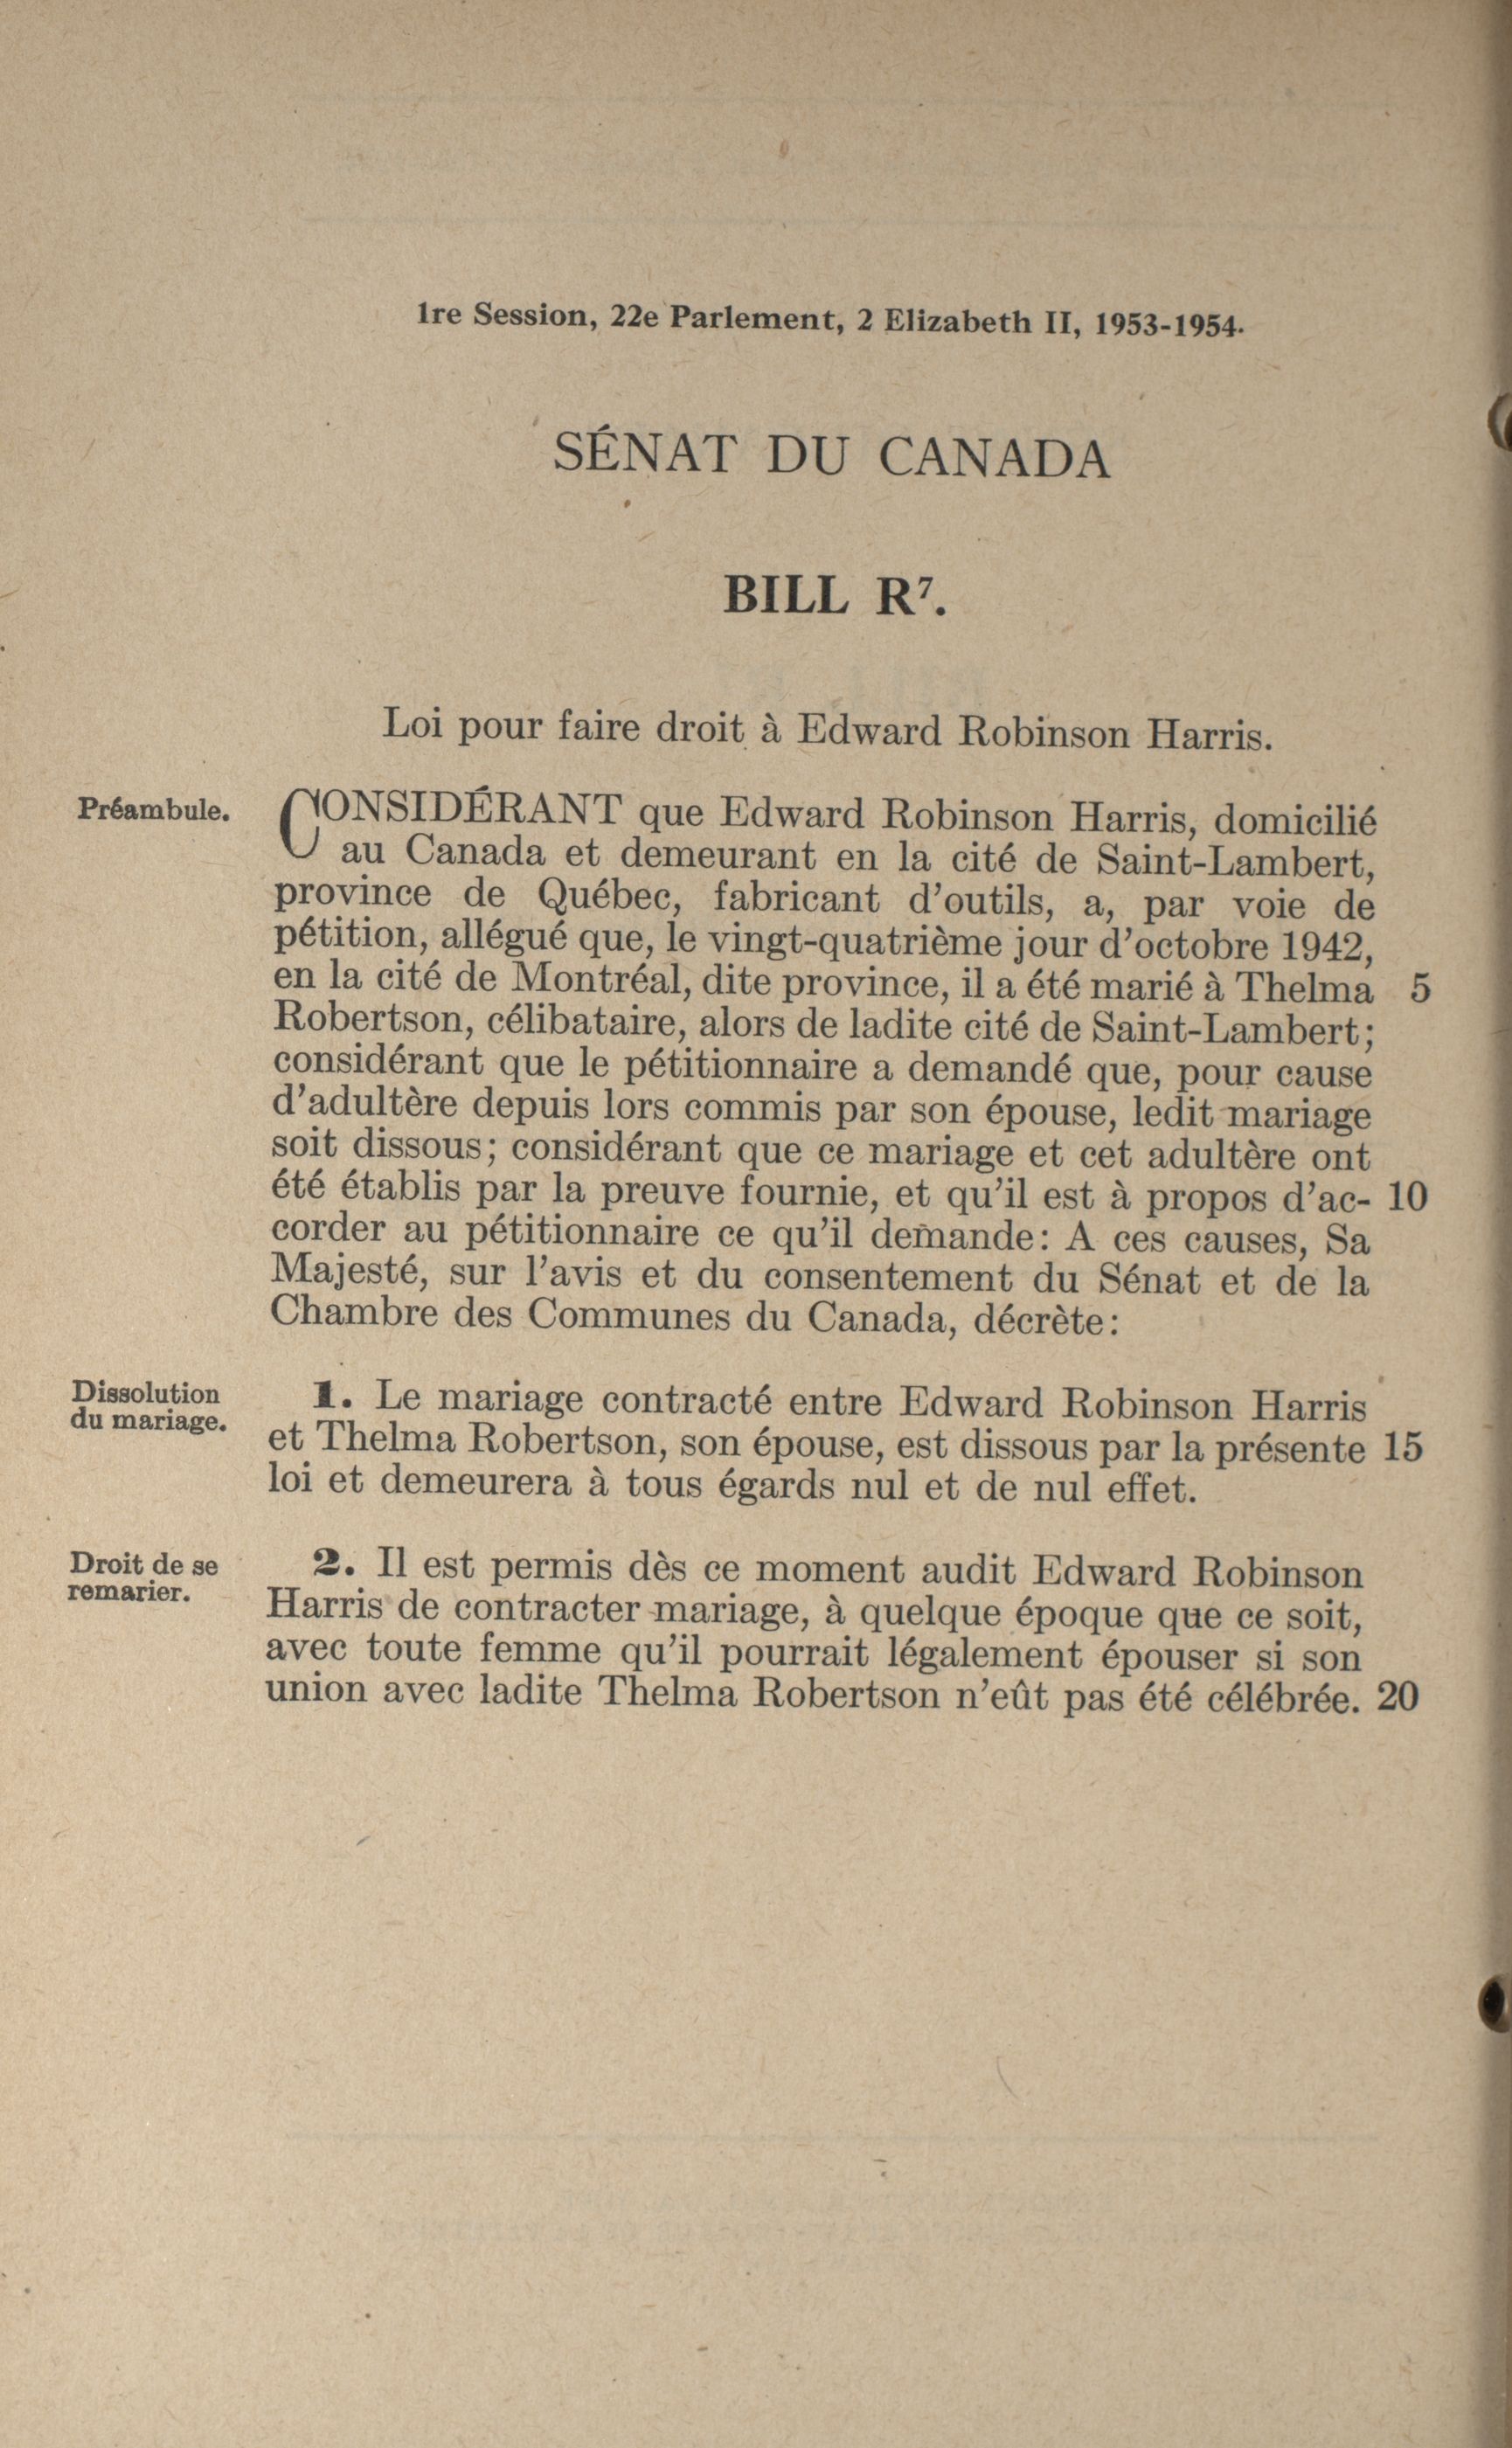 1re Session, 22e Parlement, 2 Elizabeth II, 1953-1954.
SÉNAT DU CANADA
BILL R⁷.
Loi pour faire droit à Edward Robinson Harris.
Préambule.
CONSIDÉRANT que Edward Robinson Harris, domicilié
au Canada et demeurant en la cité de Saint-Lambert,
province de Québec, fabricant d'outils, a, par voie de
pétition, allégué que, le vingt-quatrième jour d'octobre 1942,
en la cité de Montréal, dite province, il a été marié à Thelma 5
Robertson, célibataire, alors de ladite cité de Saint-Lambert;
considérant que le pétitionnaire a demandé que, pour cause
d'adultère depuis lors commis par son épouse, ledit mariage
soit dissous; considérant que ce mariage et cet adultère ont
été établis par la preuve fournie, et qu'il est à propos d'ac- 10
corder au pétitionnaire ce qu'il demande: A ces causes, Sa
Majesté, sur l'avis et du consentement du Sénat et de la
Chambre des Communes du Canada, décrète:
Dissolution
du mariage.
1. Le mariage contracté entre Edward Robinson Harris
et Thelma Robertson, son épouse, est dissous par la présente 15
loi et demeurera à tous égards nul et de nul effet.
Droit de se
remarier.
2. Il est permis dès ce moment audit Edward Robinson
Harris de contracter mariage, à quelque époque que ce soit,
avec toute femme qu'il pourrait légalement épouser si son
union avec ladite Thelma Robertson n'eût pas été célébrée. 20